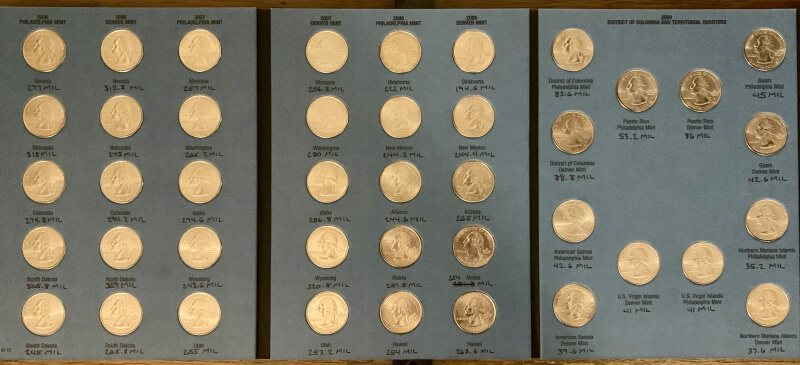 2006
PHILADELPHIA MINT
2006
DENVER MINT
2007
PHILADELPHIA MINT
Nevada
277 MIL
Nevada
312.8 MIL
Montana
257 MIL
Nebraska
318 MIL
Nebraska
273 MIL
Washington
265.2 MIL
Colorado
274.8 MIL
Colorado
294.2 MIL
Idaho
294.6 MIL
North Dakota
305.8 MIL
North Dakota
359 MIL
Wyoming
243.6 MIL
South Dakota
245 MIL
South Dakota
265.8 MIL
Utah
255 MIL
2007
DENVER MINT
2008
PHILADELPHIA MINT
2008
DENVER MINT
Montana
256.2 MIL
Oklahoma
222 MIL
Oklahoma
194.6 MIL
Washington
280 MIL
New Mexico
244.2 MIL
New Mexico
244.4 MIL
Idaho
286.8 MIL
Arizona
244.6 MIL
Arizona
265 MIL
Wyoming
320.8 MIL
Alaska
251.8 MIL
254 Alaska
MIL
Utah
253.2 MIL
Hawaii
254 MIL
Hawaii
263.6 MIL
2009
DISTRICT OF COLUMBIA AND TERRITORIAL QUARTERS
District of Columbia
Philadelphia Mint
83.6 MIL
Puerto Rico
Philadelphia Mint
53.2 MIL
Puerto Rico
Denver Mint
86 MIL
Guam
Philadelphia Mint
45 MIL
District of Columbia
Denver Mint
88.8 MIL
Guam
Denver Mint
42.6 MIL
American Samoa
Philadelphia Mint
42.6 MIL
Northern Mariana Islands
Philadelphia Mint
35.2 MIL
U.S. Virgin Islands
Denver Mint
41 MIL
U.S. Virgin Islands
Philadelphia Mint
41 MIL
American Samoa
Denver Mint
39.6 MIL
Northern Mariana Islands
Denver Mint
37.6 MIL